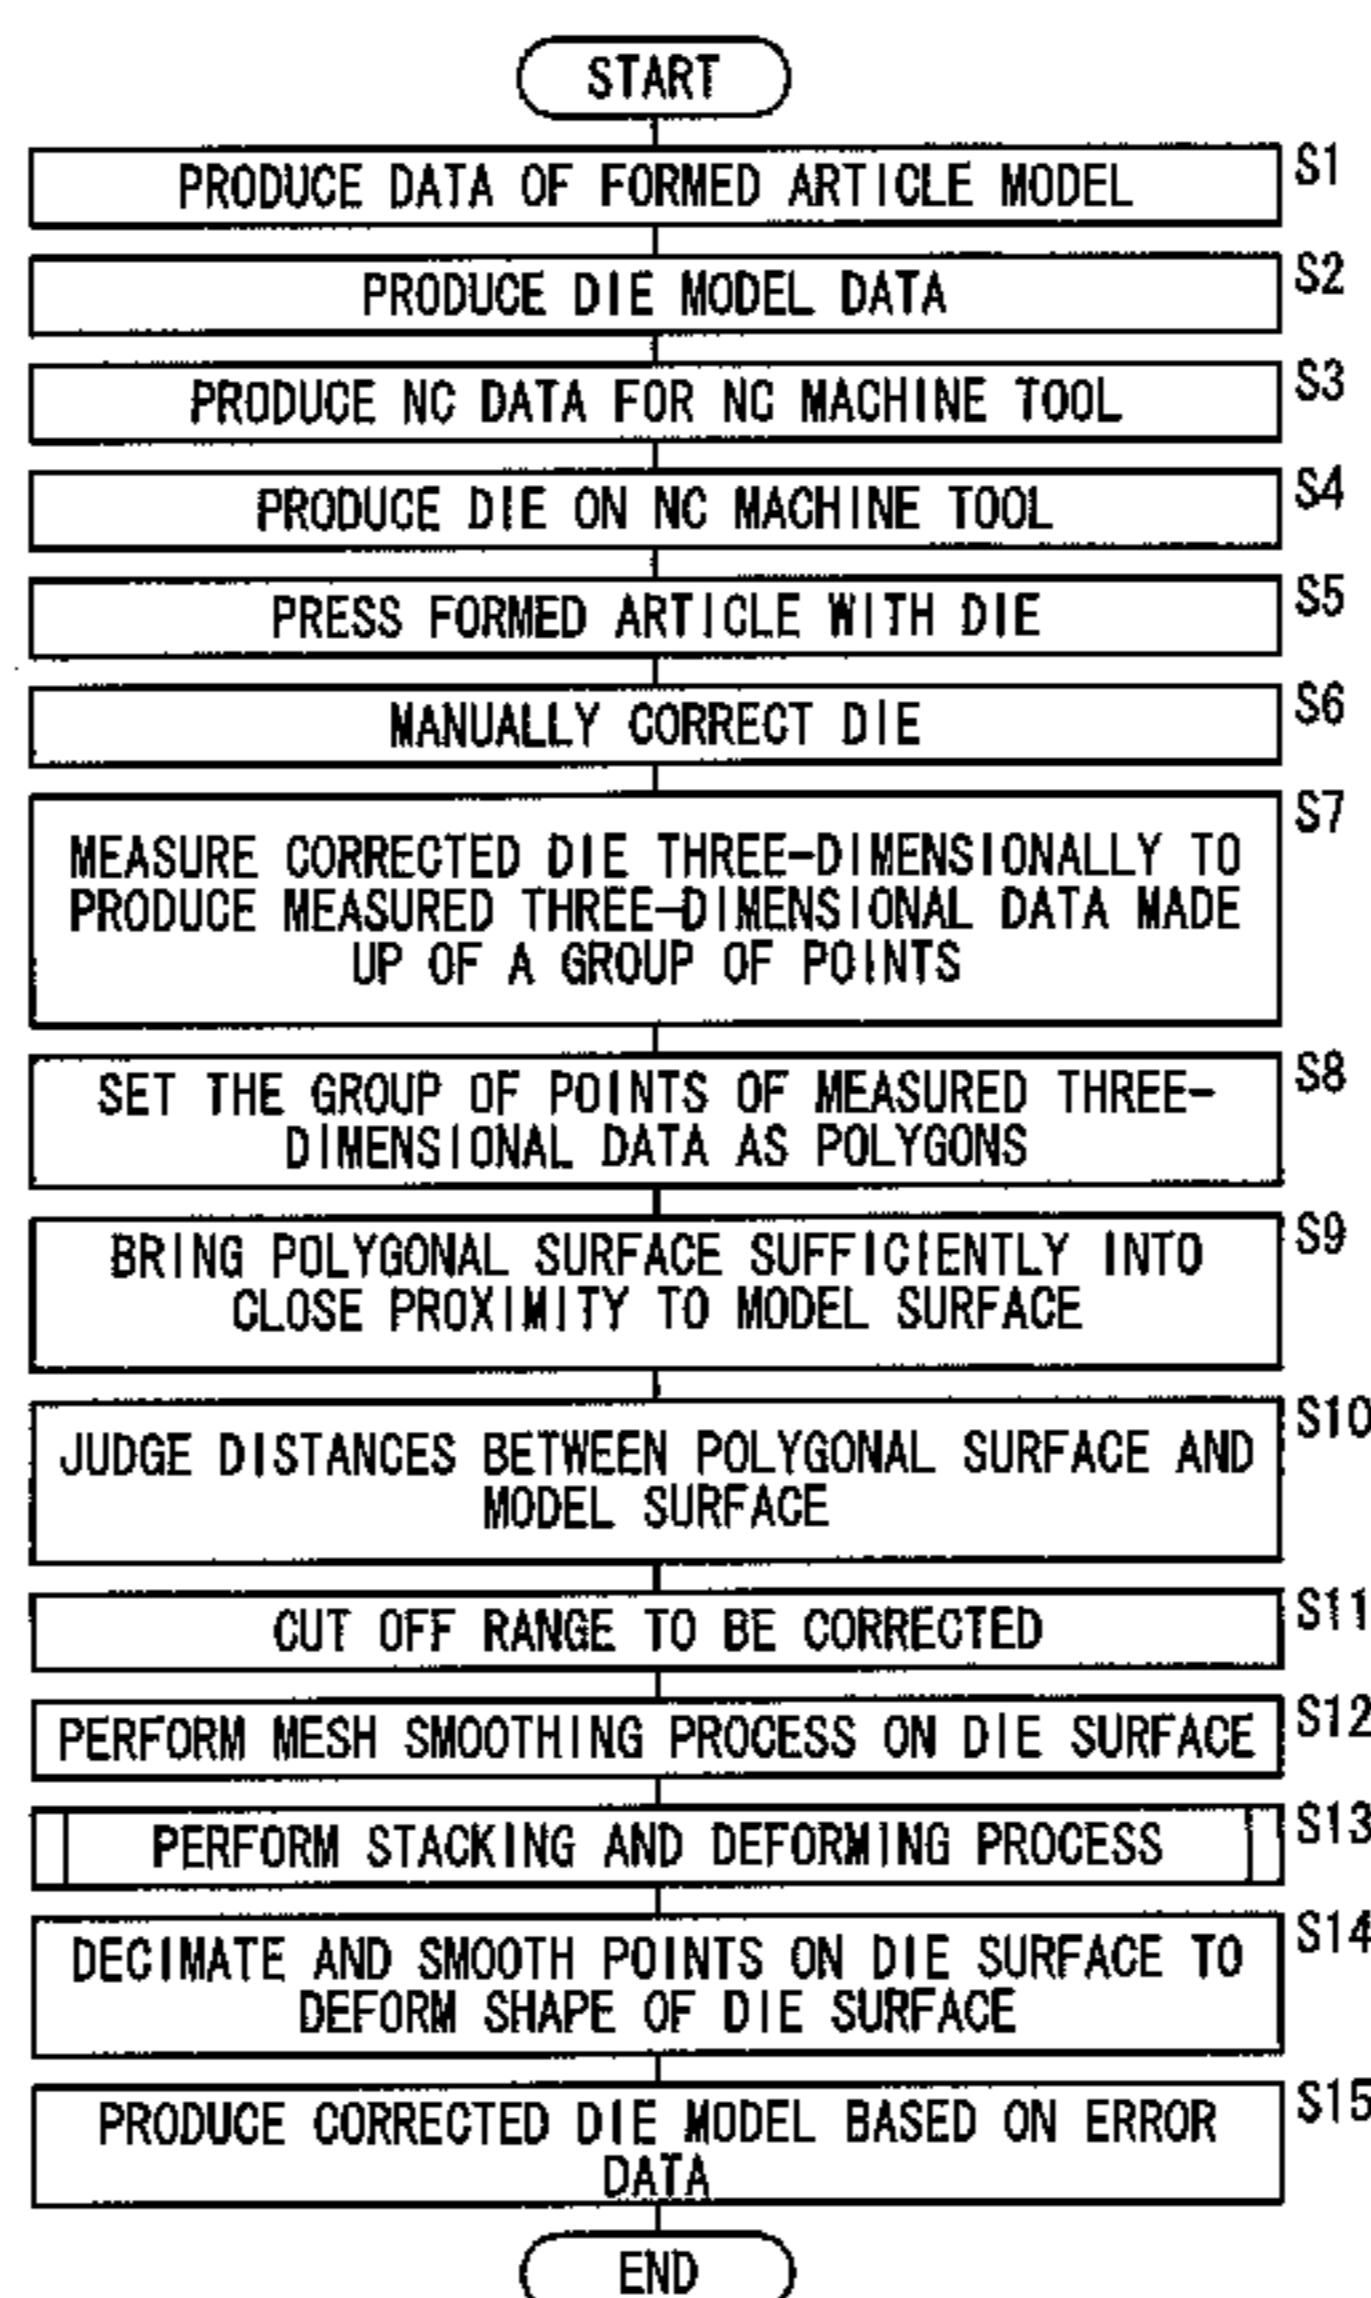 START
S1
PRODUCE DATA OF FORMED ARTICLE MODEL
S2
PRODUCE DIE MODEL DATA
S3
PRODUCE NC DATA FOR NC MACHINE TOOL
S4
PRODUCE DIE ON NC MACHINE TOOL
S5
PRESS FORMED ARTICLE WITH DIE
S6
MANUALLY CORRECT DIE
S7
MEASURE CORRECTED DIE THREE-DIMENSIONALLY TO
PRODUCE MEASURED THREE-DIMENSIONAL DATA MADE
UP OF A GROUP OF POINTS
S8
SET THE GROUP OF POINTS OF MEASURED THREE-
DIMENSIONAL DATA AS POLYGONS
S9
BRING POLYGONAL SURFACE SUFFICIENTLY INTO
CLOSE PROXIMITY TO MODEL SURFACE
S10
JUDGE DISTANCES BETWEEN POLYGONAL SURFACE AND
MODEL SURFACE
S11
CUT OFF RANGE TO BE CORRECTED
S12
PERFORM MESH SMOOTHING PROCESS ON DIE SURFACE
S13
PERFORM STACKING AND DEFORMING PROCESS
S14
DECIMATE AND SMOOTH POINTS ON DIE SURFACE TO
DEFORM SHAPE OF DIE SURFACE
S15
PRODUCE CORRECTED DIE MODEL BASED ON ERROR
DATA
END